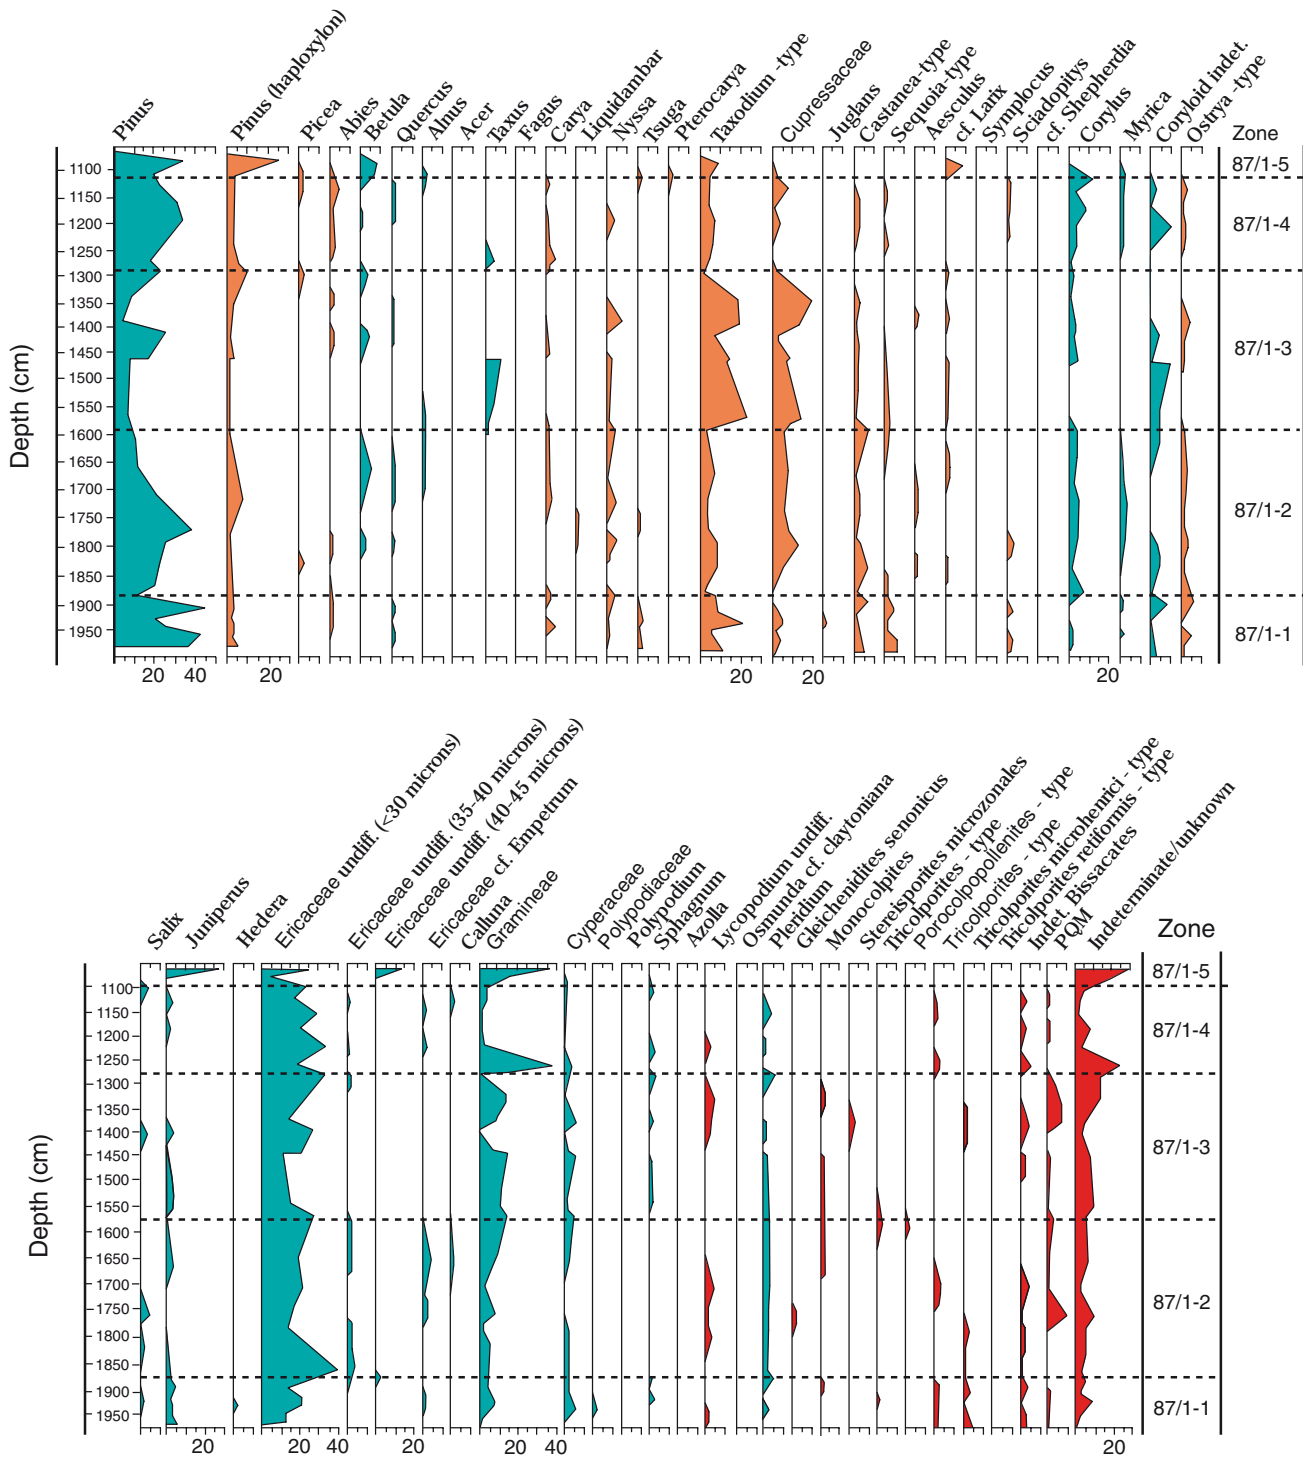 Pinus
Pinus (haploxylon)
Picea
Abies
Betula
Quercus
Alnus
Acer
Taxus
Fagus
Carya
Liquidambar
Nyssa
Tsuga
Pterocarya
Taxodium -type
Cupressaceae
Juglans
Castanea-type
Sequoia-type
Aesculus
cf. Larix
Symplocus
Sciadopitys
cf. Shepherdia
Corylus
Myrica
Coryloid indet.
Ostrya -type
Zone
Depth (cm)
1100
1150
1200
1250
1300
1350
1400
1450
1500
1550
1600
1650
1700
1750
1800
1850
1900
1950
87/1-5
87/1-4
87/1-3
87/1-2
87/1-1
20 40 20 20 20 20
Salix
Juniperus
Hedera
Ericaceae undiff. (<30 microns)
Ericaceae undiff. (35-40 microns)
Ericaceae undiff. (40-45 microns)
Ericaceae cf. Empetrum
Calluna
Gramineae
Cyperaceae
Polypodiaceae
Polypodium
Sphagnum
Azolla
Lycopodium undiff.
Osmunda cf. claytoniana
Pleridium
Gleichenidites senonicus
Monocolpites
Stereisporites microzonales
Tricolporites - type
Porocolpopollenites - type
Tricolporites - type
Tricolporites microhenrici - type
Tricolporites retiformis - type
Indet. Bissacates
PQM
Indeterminate/unknown
Zone
Depth (cm)
1100
1150
1200
1250
1300
1350
1400
1450
1500
1550
1600
1650
1700
1750
1800
1850
1900
1950
87/1-5
87/1-4
87/1-3
87/1-2
87/1-1
20 20 40 20 20 40 20